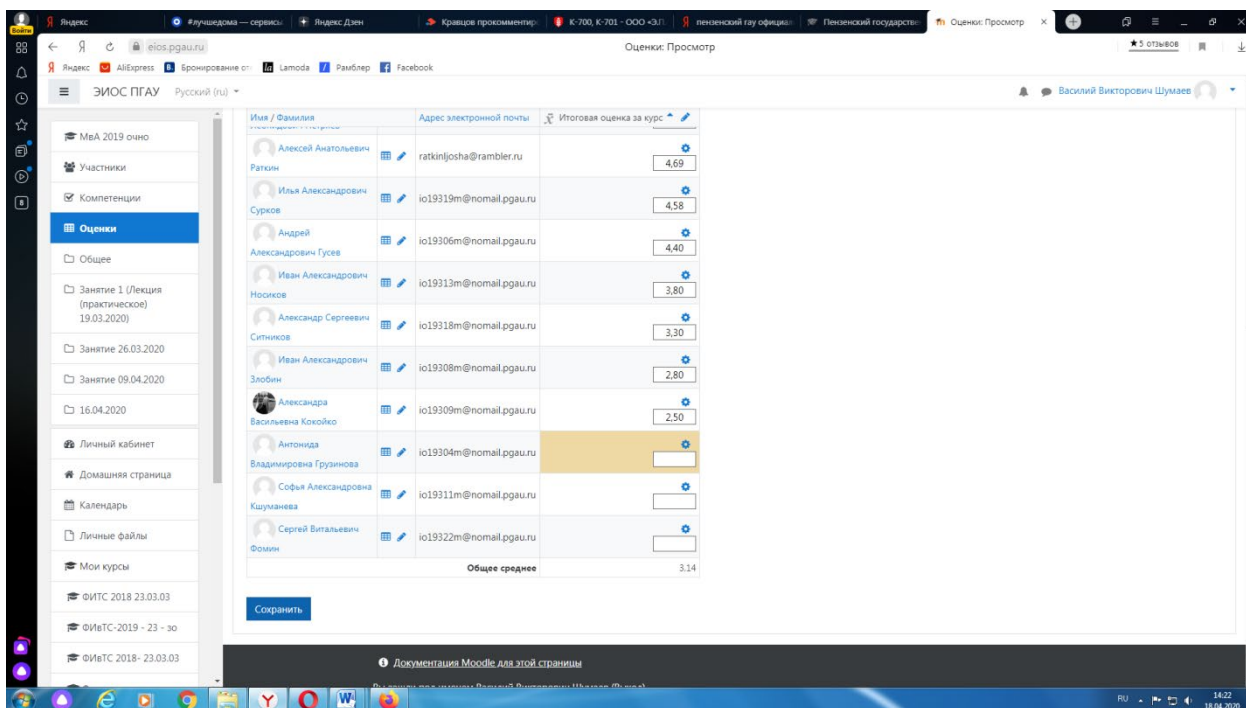 Яндекс
#лучшедома — сервисы
Яндекс Дзен
Кравцов прокомментир
К-700, К-701 - ООО «ЭЛ
пензенский гау официал
Пензенский государстве
Оценки: Просмотр
Войти
eios.pgau.ru
Оценки: Просмотр
★5 отзывов
Яндекс
AliExpress
B.
Бронирование от
la
Lamoda
Рамблер
Facebook
ЭИОС ПГАУ
Русский (ru)
Василий Викторович Шумаев
8
МвА 2019 очно
Участники
Компетенции
Оценки
Общее
Занятие 1 (Лекция
(практическое)
19.03.2020)
Занятие 26.03.2020
Занятие 09.04.2020
16.04.2020
Личный кабинет
Домашняя страница
Календарь
Личные файлы
Мои курсы
ФИТС 2018 23.03.03
ФИвТС-2019 - 23 - зо
ФИвТС 2018- 23.03.03
Имя / Фамилия
Адрес электронной почты
Итоговая оценка за курс
Алексей Анатольевич
Раткин
ratkinljosha@rambler.ru
4,69
Илья Александрович
Сурков
io19319m@nomail.pgau.ru
4,58
Андрей
Александрович Гусев
io19306m@nomail.pgau.ru
4,40
Иван Александрович
Носиков
io19313m@nomail.pgau.ru
3,80
Александр Сергеевич
Ситников
io19318m@nomail.pgau.ru
3,30
Иван Александрович
Злобин
io19308m@nomail.pgau.ru
2,80
Александра
Васильевна Кокойко
io19309m@nomail.pgau.ru
2,50
Антонида
Владимировна Грузинова
io19304m@nomail.pgau.ru
Софья Александровна
Кшуманева
io19311m@nomail.pgau.ru
Сергей Витальевич
Фомин
io19322m@nomail.pgau.ru
Общее среднее
3.14
Сохранить
Документация Moodle для этой страницы
RU
14:22
18.04.2020